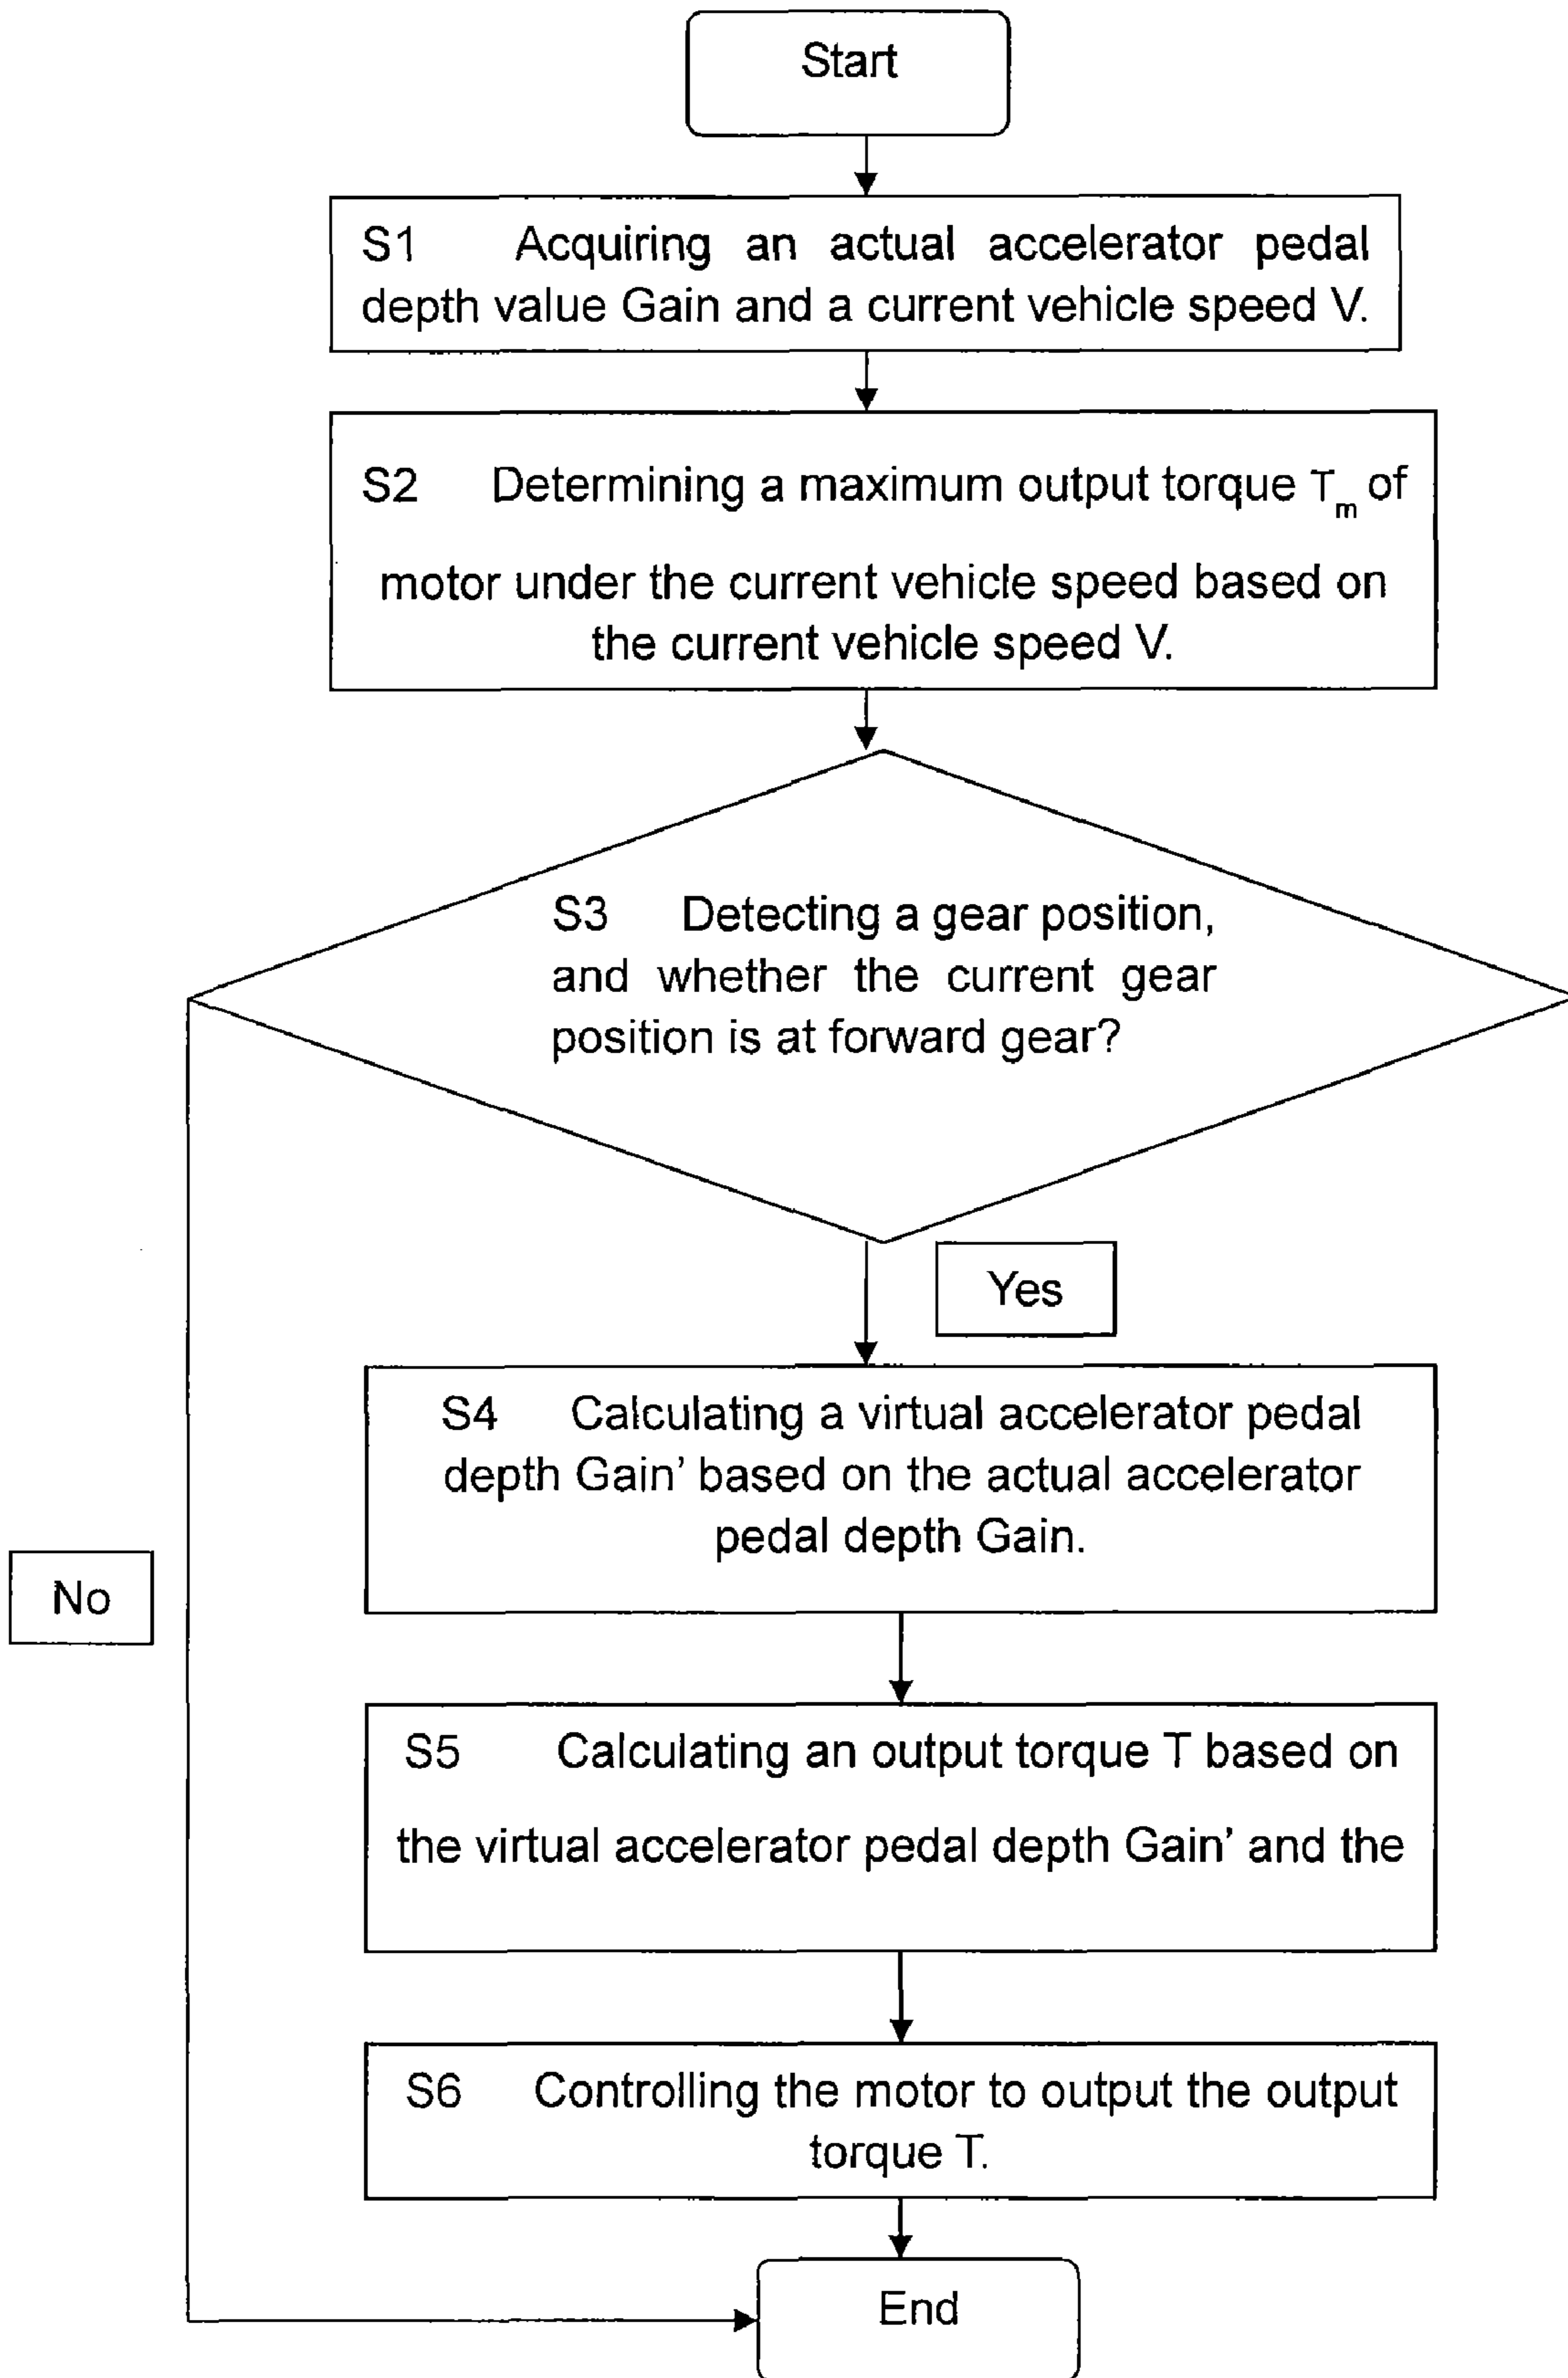 Start
S1 Acquiring an actual accelerator pedal
depth value Gain and a current vehicle speed V.
S2 Determining a maximum output torque Tm of
motor under the current vehicle speed based on
the current vehicle speed V.
S3 Detecting a gear position,
and whether the current gear
position is at forward gear?
Yes
S4 Calculating a virtual accelerator pedal
depth Gain' based on the actual accelerator
pedal depth Gain.
No
S5 Calculating an output torque T based on
the virtual accelerator pedal depth Gain' and the
S6 Controlling the motor to output the output
torque T.
End